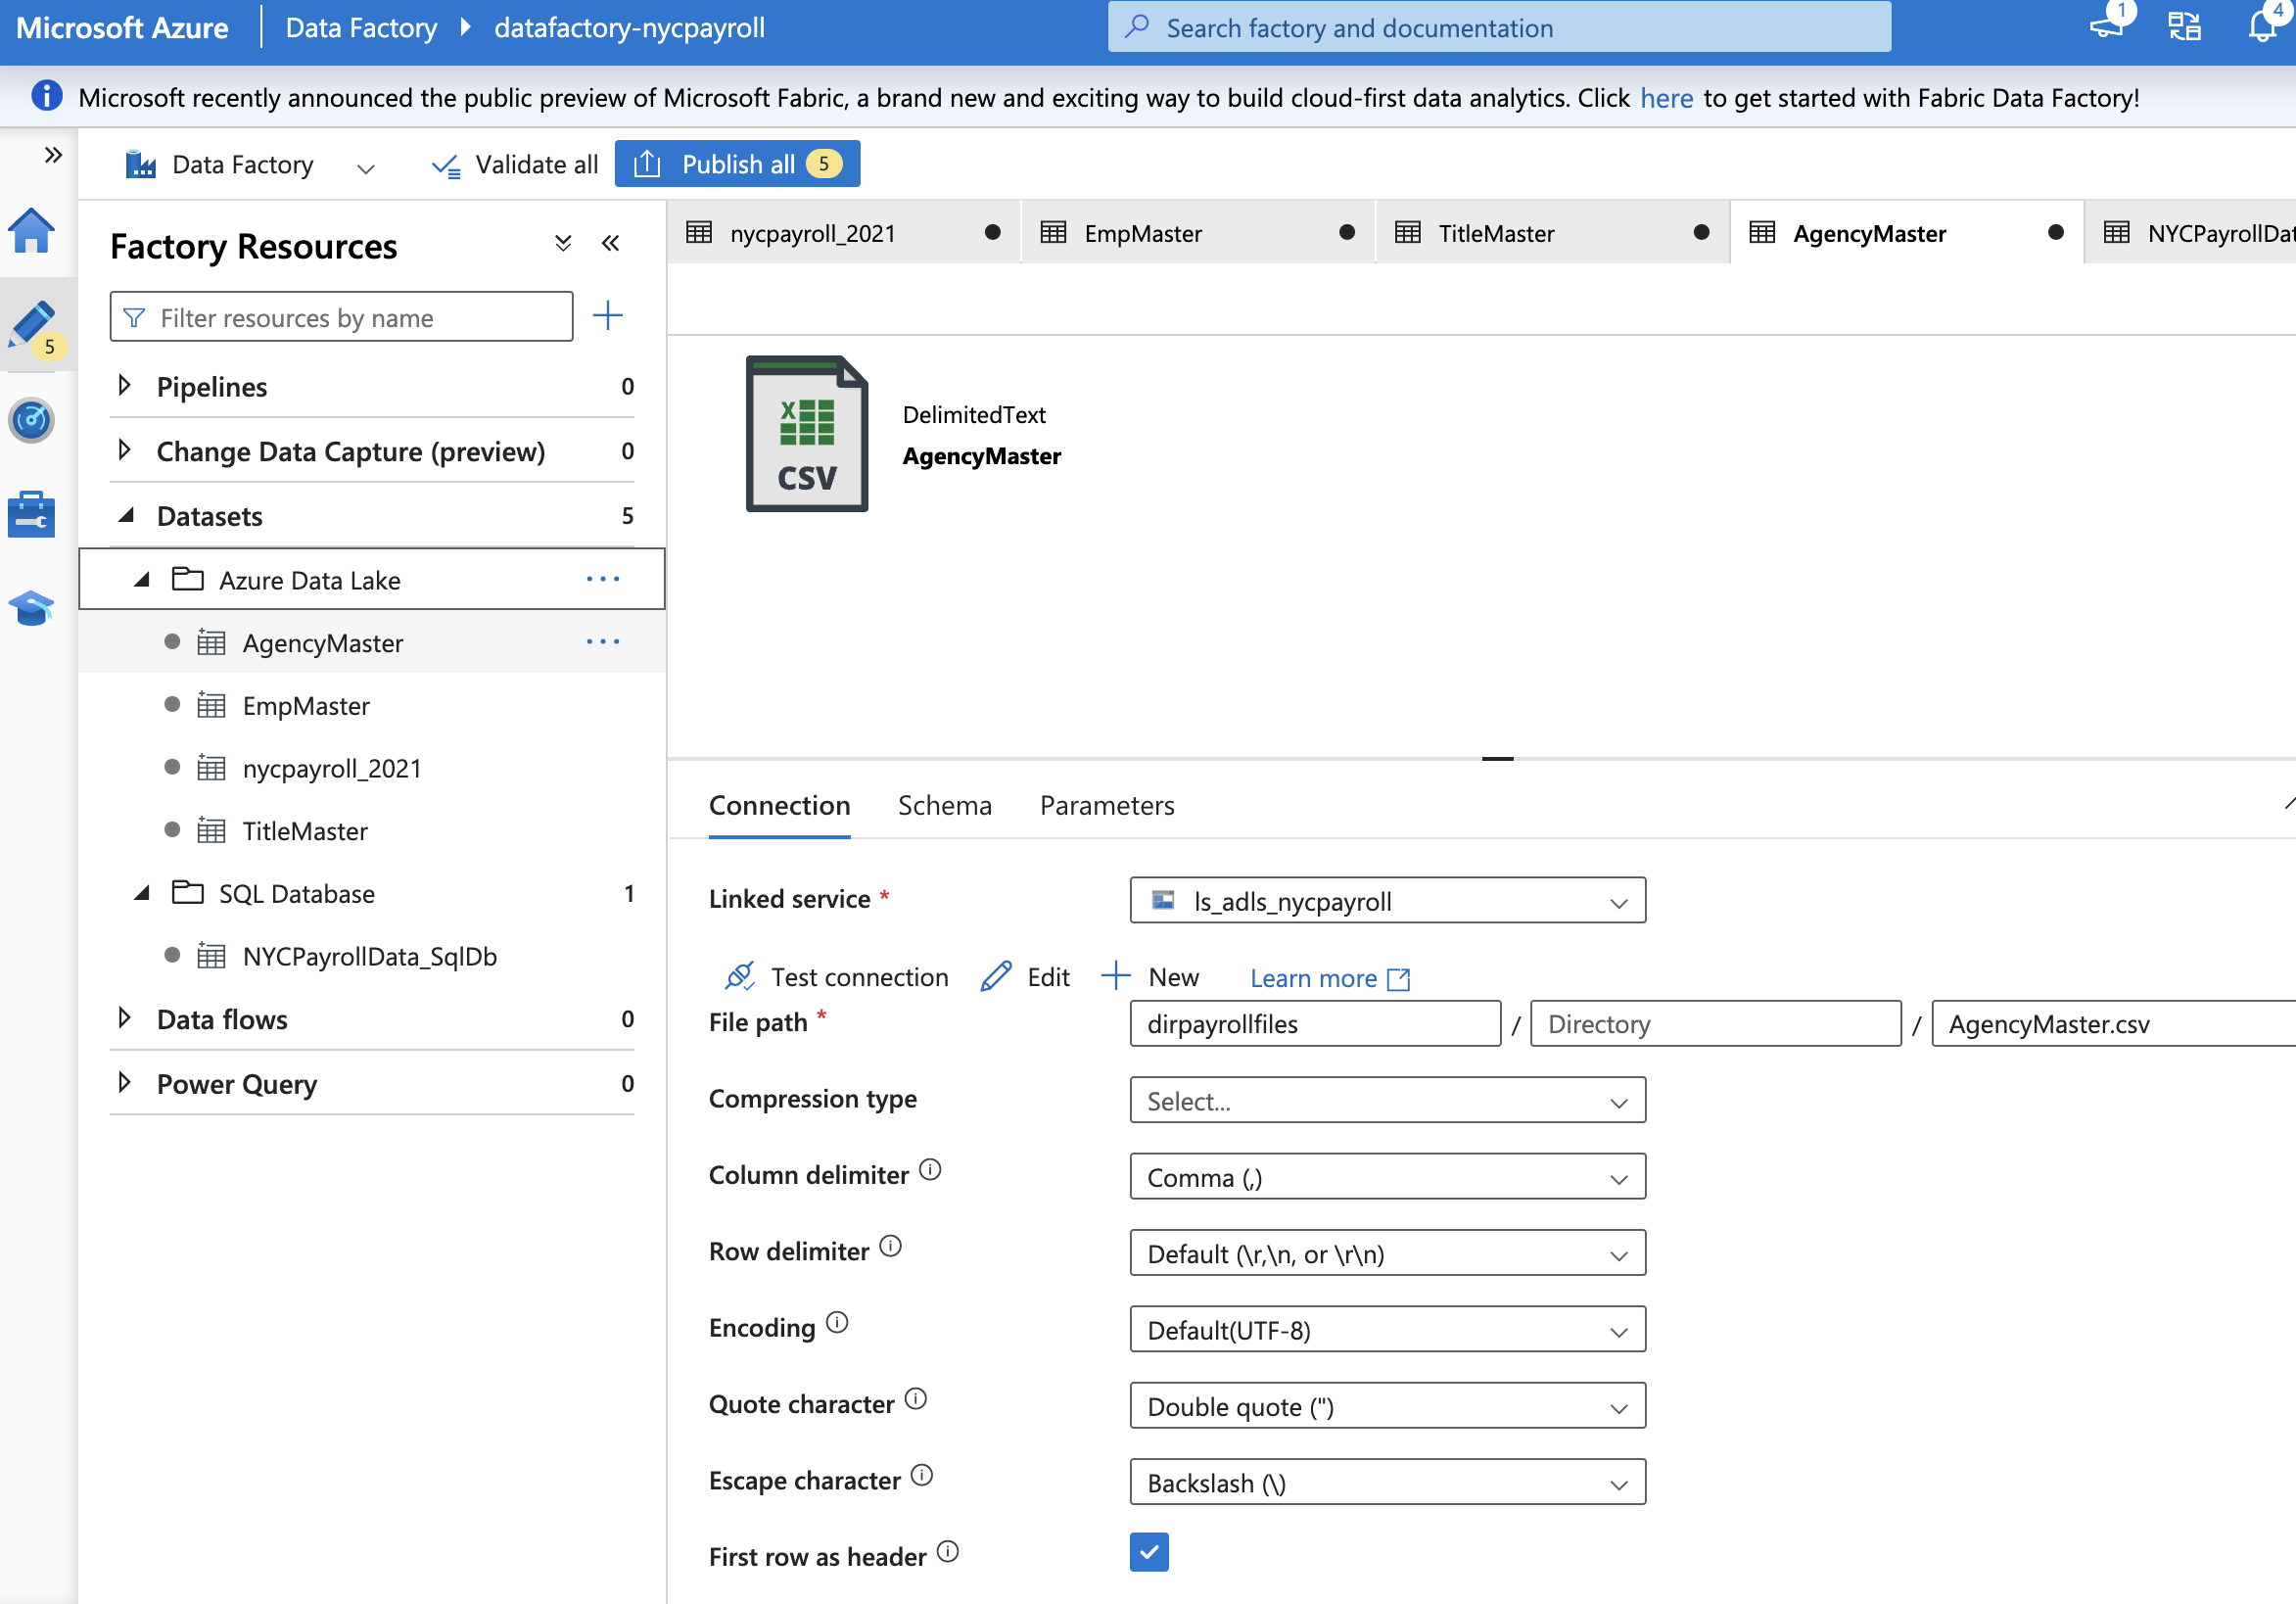 Microsoft Azure | Data Factory ▸ datafactory-nycpayroll
Search factory and documentation
1
4
Microsoft recently announced the public preview of Microsoft Fabric, a brand new and exciting way to build cloud-first data analytics. Click here to get started with Fabric Data Factory!
Data Factory
Validate all
Publish all 5
5
Factory Resources
Filter resources by name
Pipelines 0
Change Data Capture (preview) 0
Datasets 5
Azure Data Lake
AgencyMaster
EmpMaster
nycpayroll_2021
TitleMaster
SQL Database 1
NYCPayrollData_SqlDb
Data flows 0
Power Query 0
nycpayroll_2021
EmpMaster
TitleMaster
AgencyMaster
NYCPayrollDat
X
CSV
DelimitedText
AgencyMaster
Connection
Schema
Parameters
Linked service *
ls_adls_nycpayroll
Test connection
Edit
New
Learn more
File path *
dirpayrollfiles / Directory / AgencyMaster.csv
Compression type
Select...
Column delimiter
Comma (,)
Row delimiter
Default (\r,\n, or \r\n)
Encoding
Default(UTF-8)
Quote character
Double quote (")
Escape character
Backslash (\)
First row as header